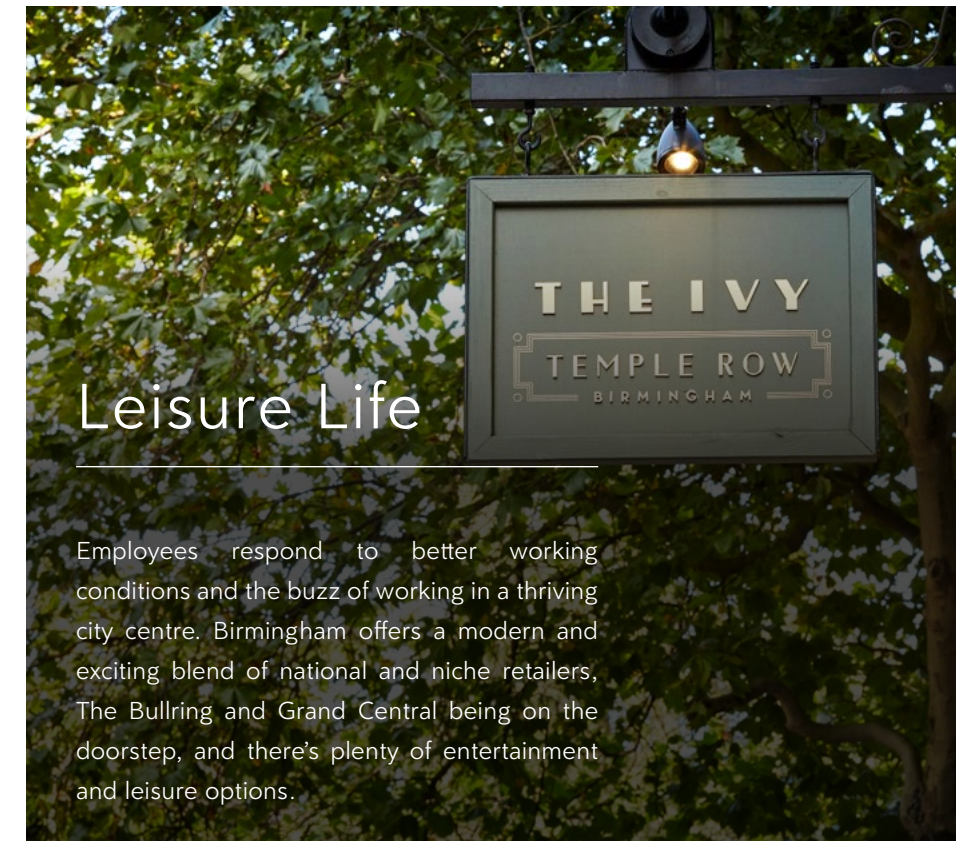 THE IVY
TEMPLE ROW
BIRMINGHAM
Leisure Life
Employees respond to better working
conditions and the buzz of working in a thriving
city centre. Birmingham offers a modern and
exciting blend of national and niche retailers,
The Bullring and Grand Central being on the
doorstep, and there’s plenty of entertainment
and leisure options.